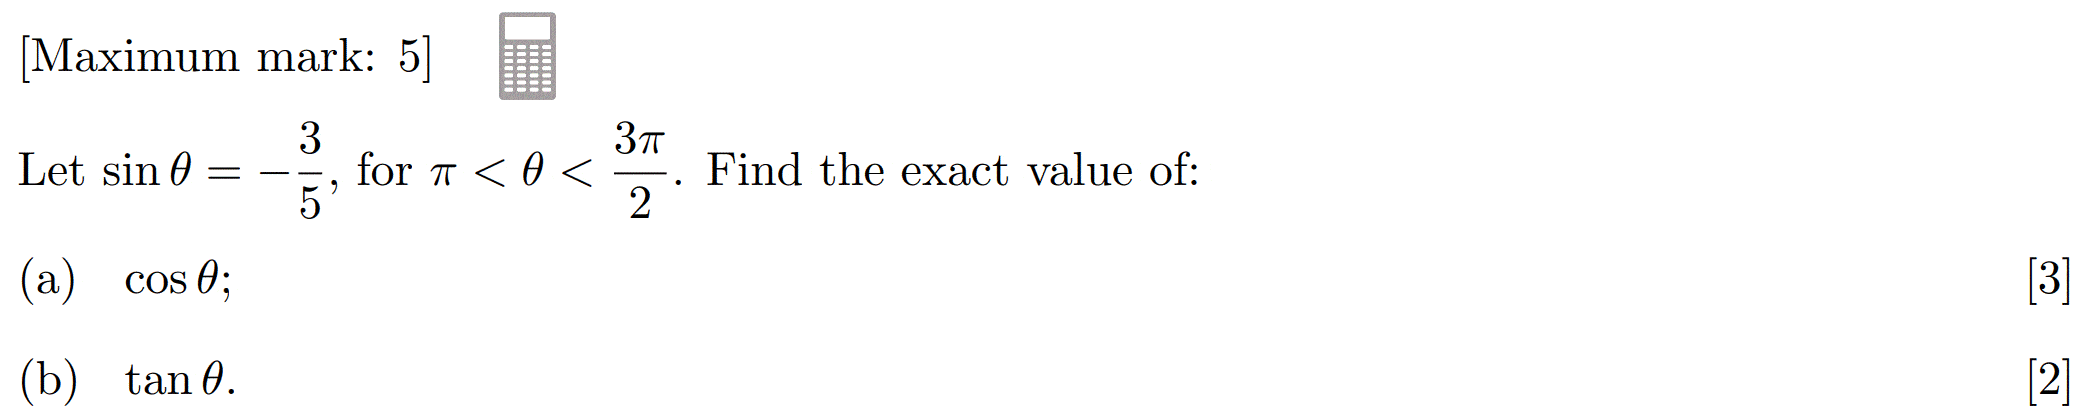 [Maximum mark: 5]
Let sin θ = −3/5, for π < θ < 3π/2. Find the exact value of:
(a) cos θ; [3]
(b) tan θ. [2]